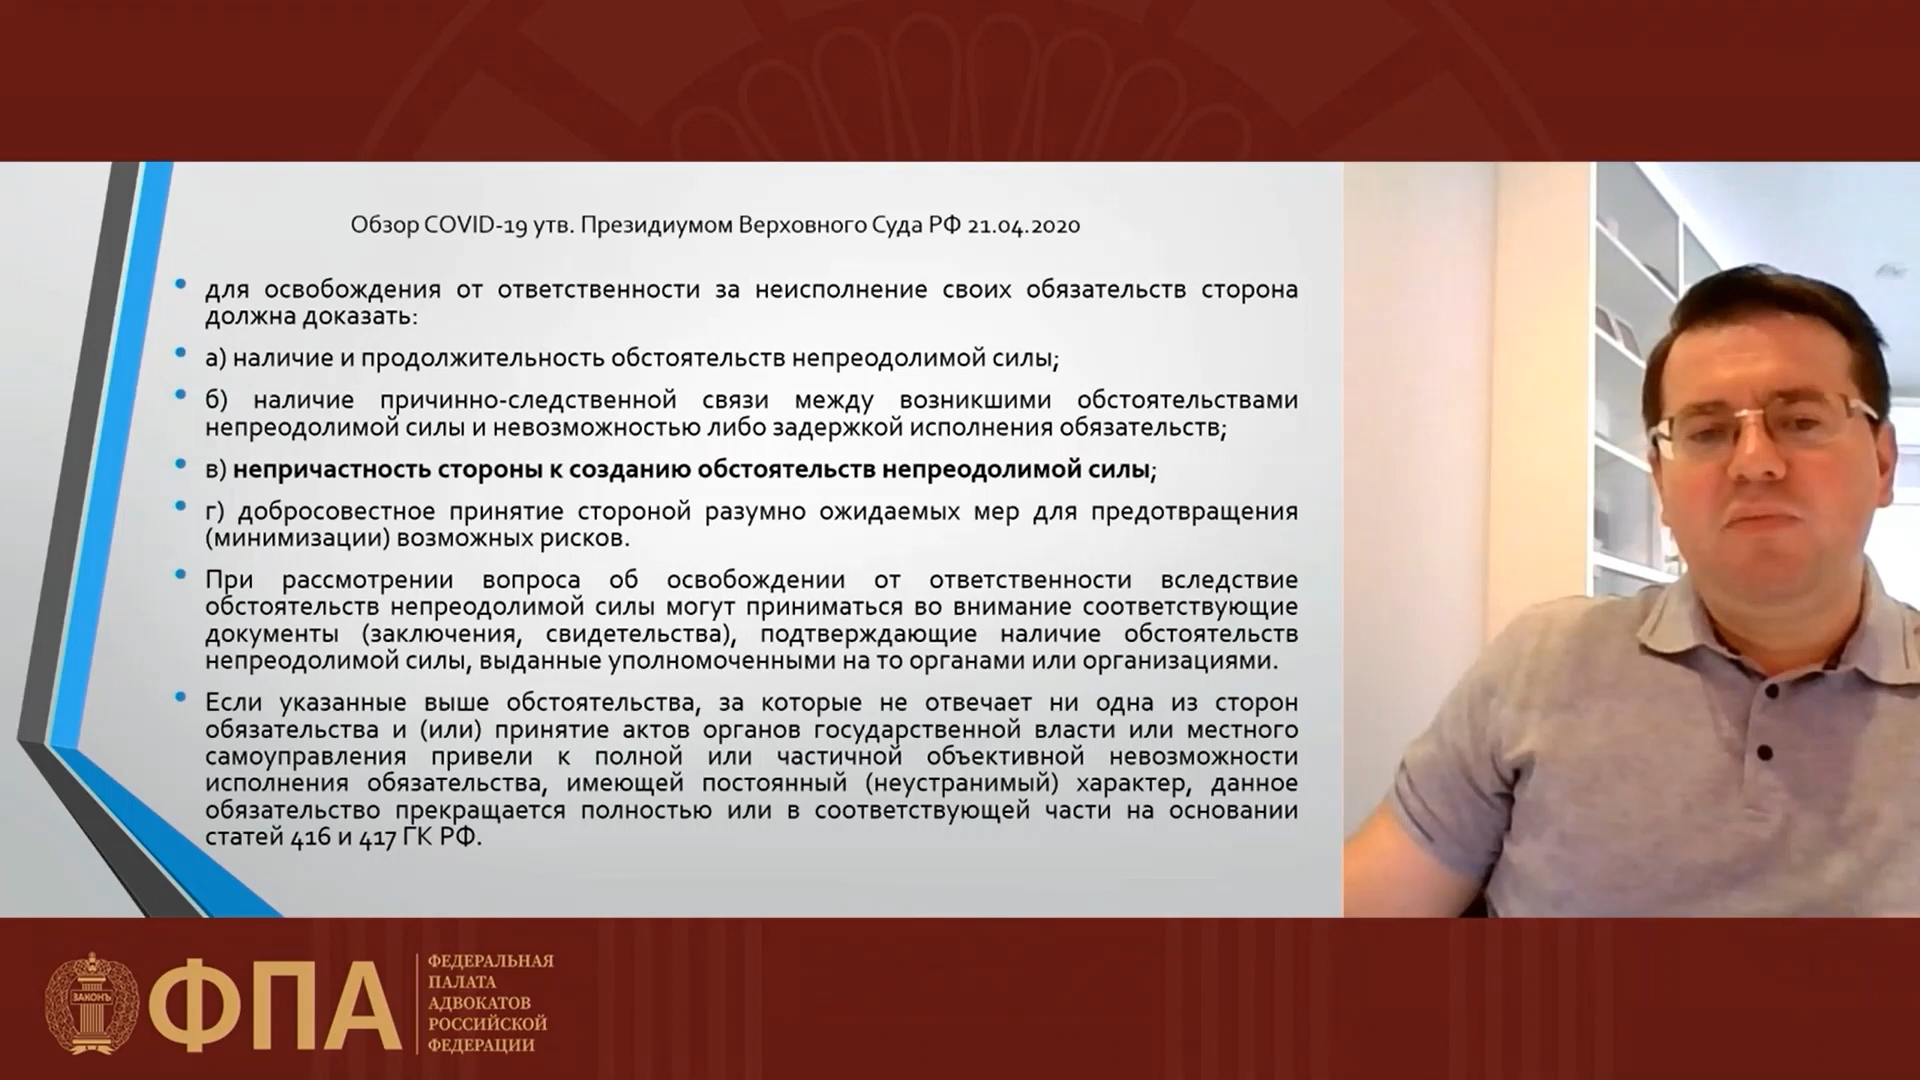 Обзор COVID-19 утв. Президиумом Верховного Суда РФ 21.04.2020
• для освобождения от ответственности за неисполнение своих обязательств сторона
должна доказать:
• а) наличие и продолжительность обстоятельств непреодолимой силы;
• б) наличие причинно-следственной связи между возникшими обстоятельствами
непреодолимой силы и невозможностью либо задержкой исполнения обязательств;
• в) непричастность стороны к созданию обстоятельств непреодолимой силы;
• г) добросовестное принятие стороной разумно ожидаемых мер для предотвращения
(минимизации) возможных рисков.
• При рассмотрении вопроса об освобождении от ответственности вследствие
обстоятельств непреодолимой силы могут приниматься во внимание соответствующие
документы (заключения, свидетельства), подтверждающие наличие обстоятельств
непреодолимой силы, выданные уполномоченными на то органами или организациями.
• Если указанные выше обстоятельства, за которые не отвечает ни одна из сторон
обязательства и (или) принятие актов органов государственной власти или местного
самоуправления привели к полной или частичной объективной невозможности
исполнения обязательства, имеющей постоянный (неустранимый) характер, данное
обязательство прекращается полностью или в соответствующей части на основании
статей 416 и 417 ГК РФ.
ЗАКОНЪ
ФПА
ФЕДЕРАЛЬНАЯ
ПАЛАТА
АДВОКАТОВ
РОССИЙСКОЙ
ФЕДЕРАЦИИ